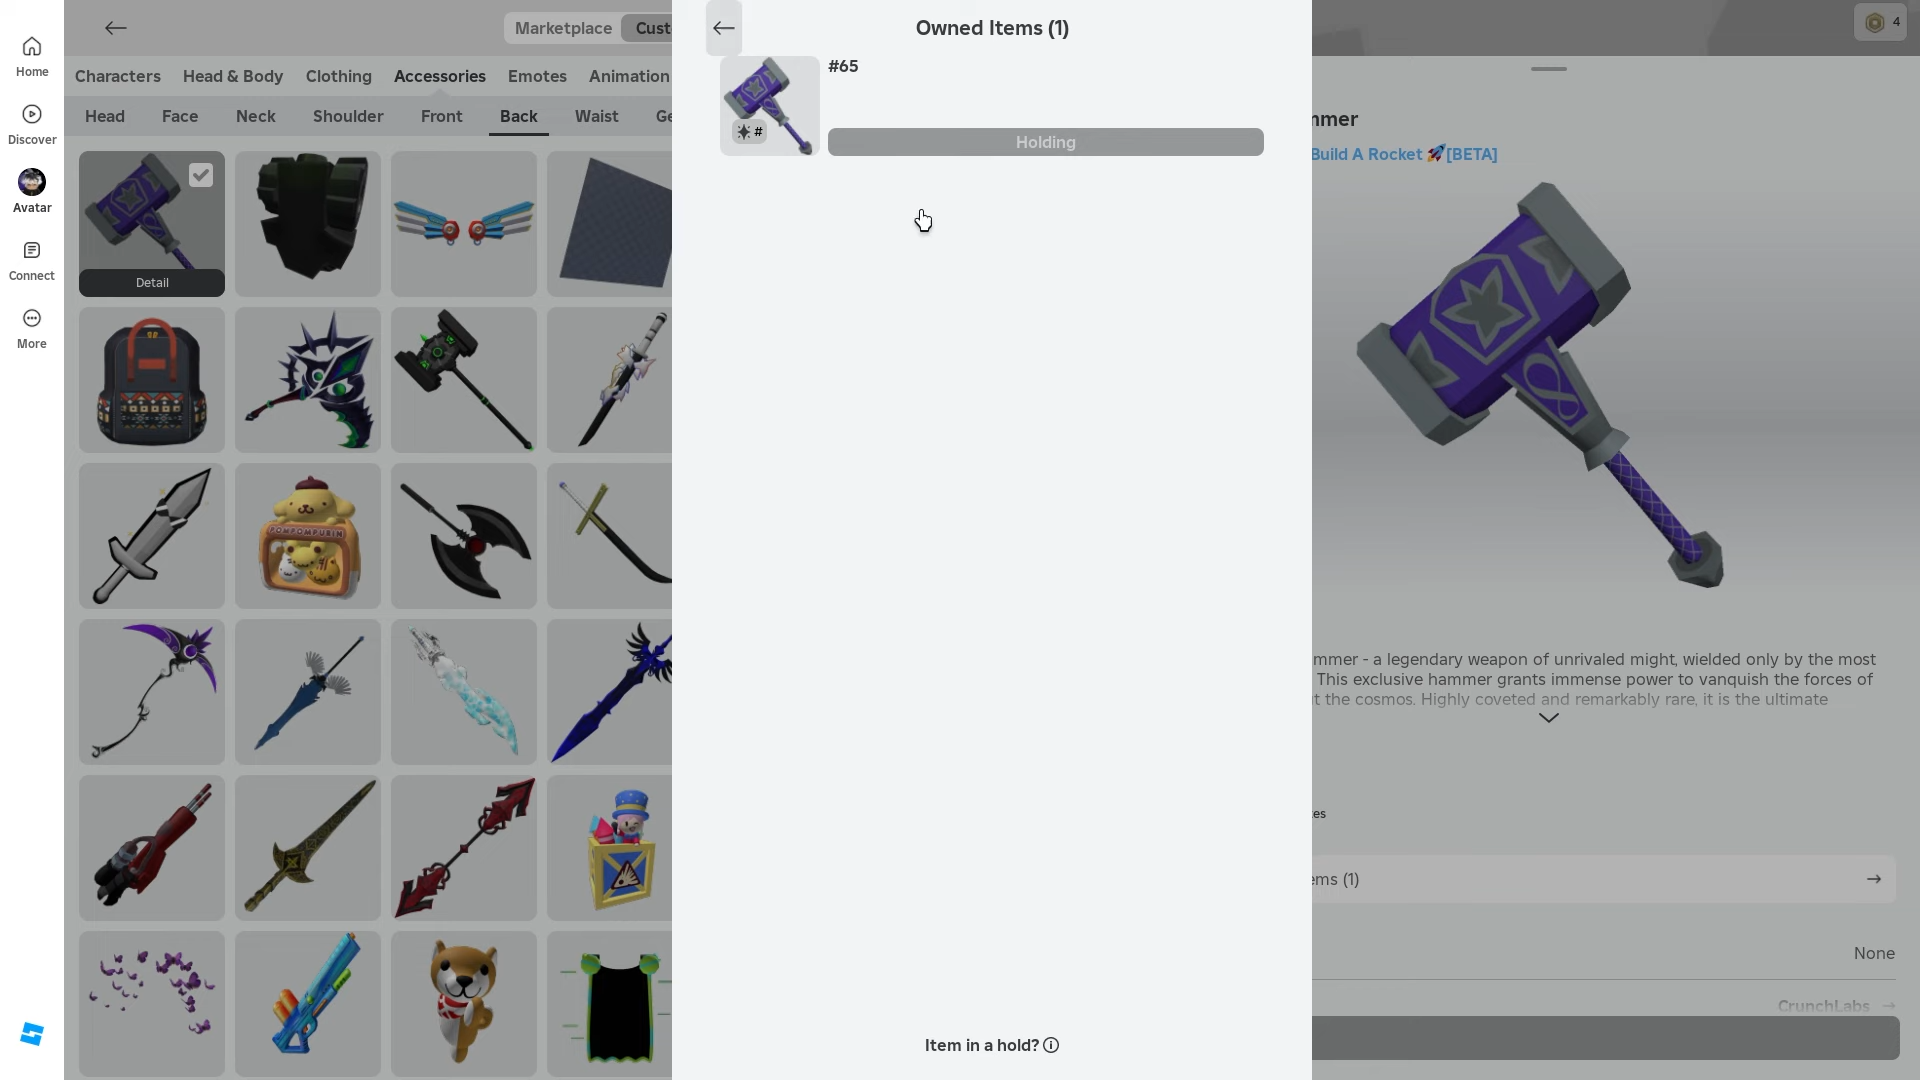 Home
Discover
Avatar
Connect
More
Marketplace
Cust
Characters
Head & Body
Clothing
Accessories
Emotes
Animation
Head
Face
Neck
Shoulder
Front
Back
Waist
Ge
Detail
POMPOMPURIN
Owned Items (1)
#65
#
Holding
Item in a hold?
4
mmer
Build A Rocket 🚀[BETA]
mmer - a legendary weapon of unrivaled might, wielded only by the most
This exclusive hammer grants immense power to vanquish the forces of
t the cosmos. Highly coveted and remarkably rare, it is the ultimate
es
ems (1)
None
CrunchLabs